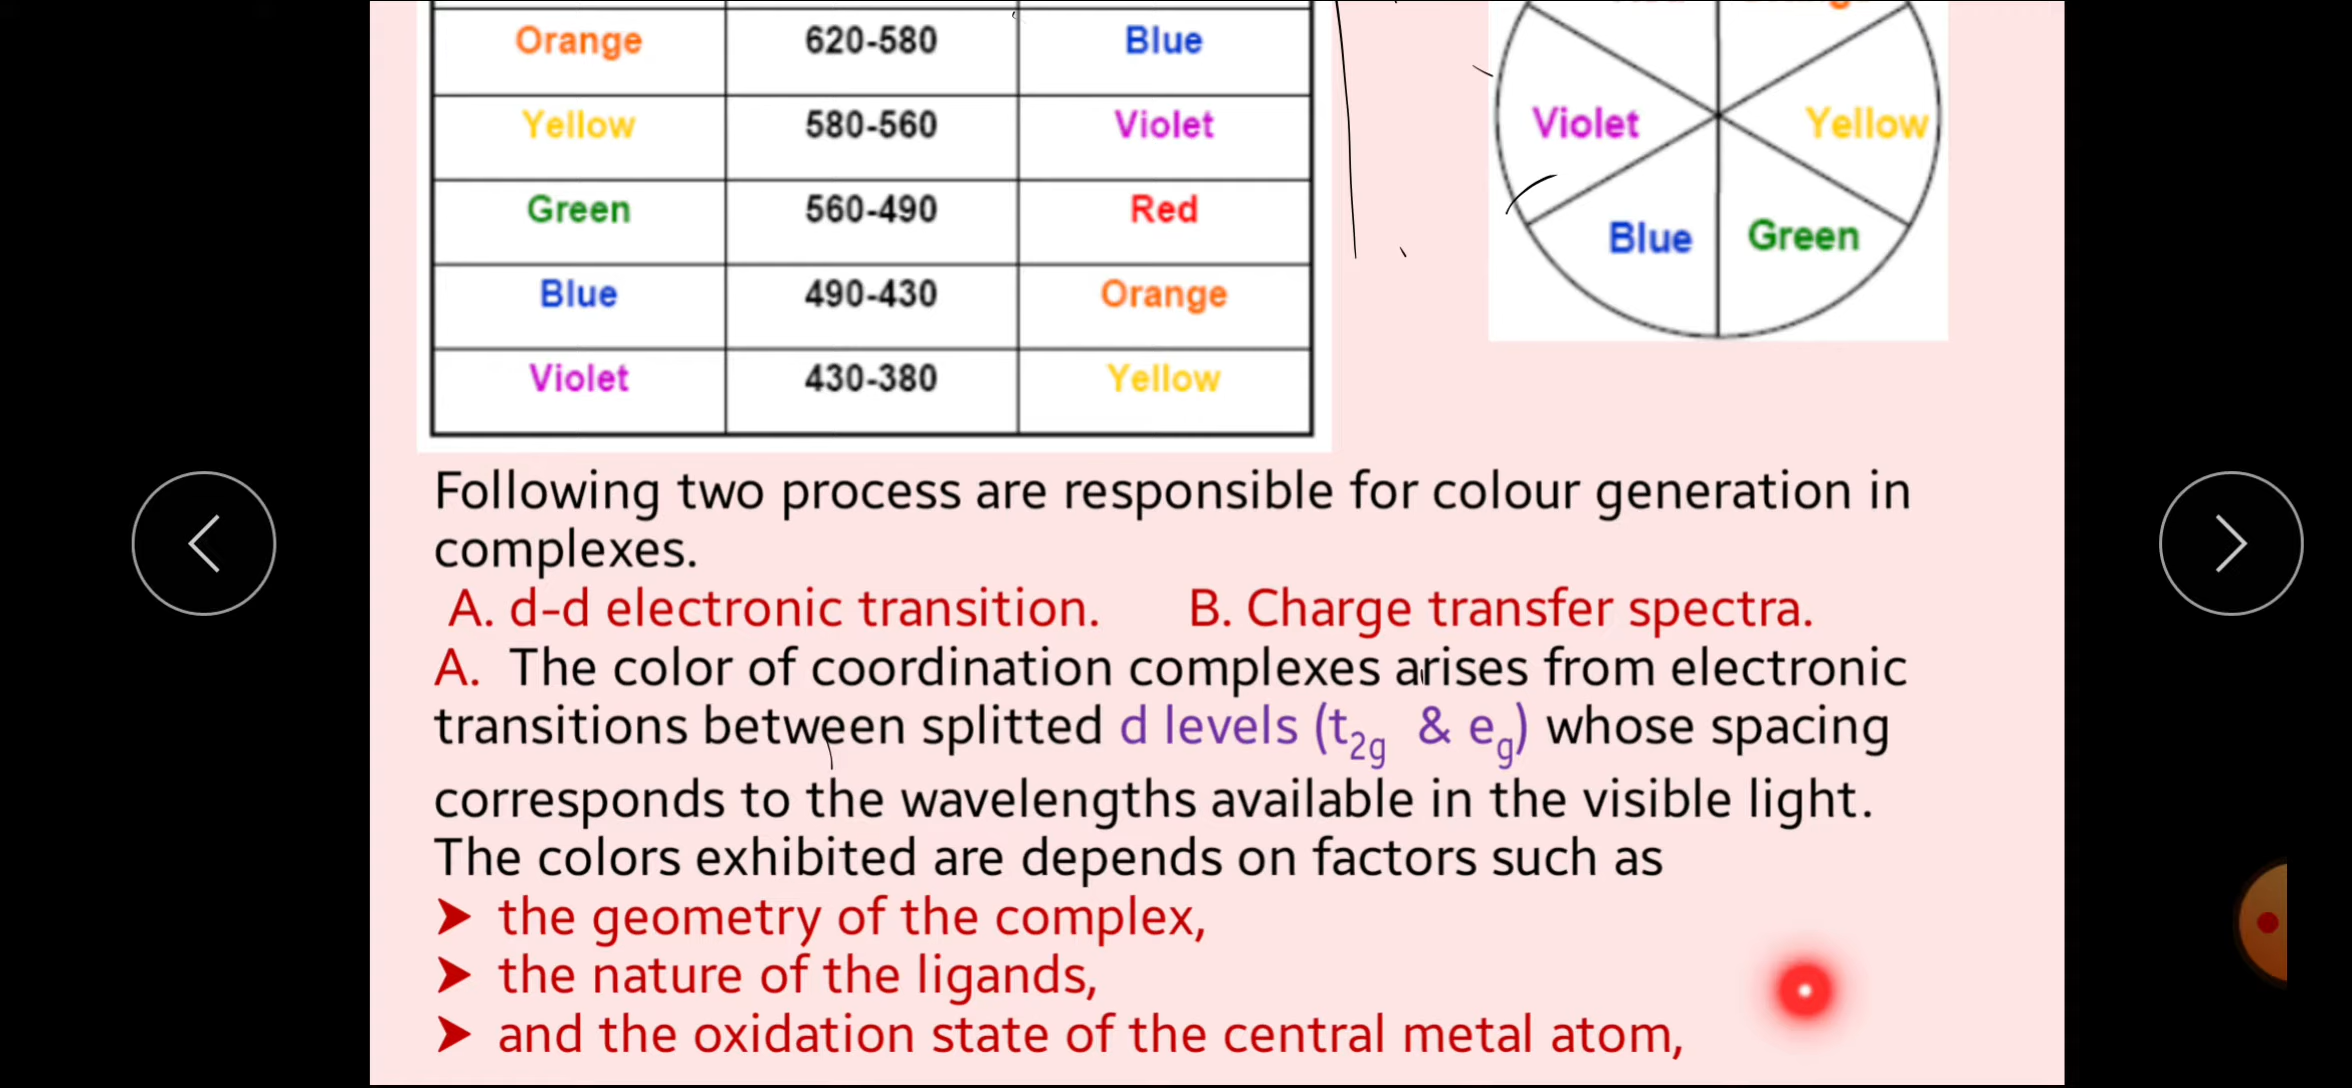 Orange 620-580 Blue
Yellow 580-560 Violet
Green 560-490 Red
Blue 490-430 Orange
Violet 430-380 Yellow
Violet Yellow
Blue Green
Following two process are responsible for colour generation in
complexes.
A. d-d electronic transition. B. Charge transfer spectra.
A. The color of coordination complexes arises from electronic
transitions between splitted d levels (t2g & eg) whose spacing
corresponds to the wavelengths available in the visible light.
The colors exhibited are depends on factors such as
➤ the geometry of the complex,
➤ the nature of the ligands,
➤ and the oxidation state of the central metal atom,